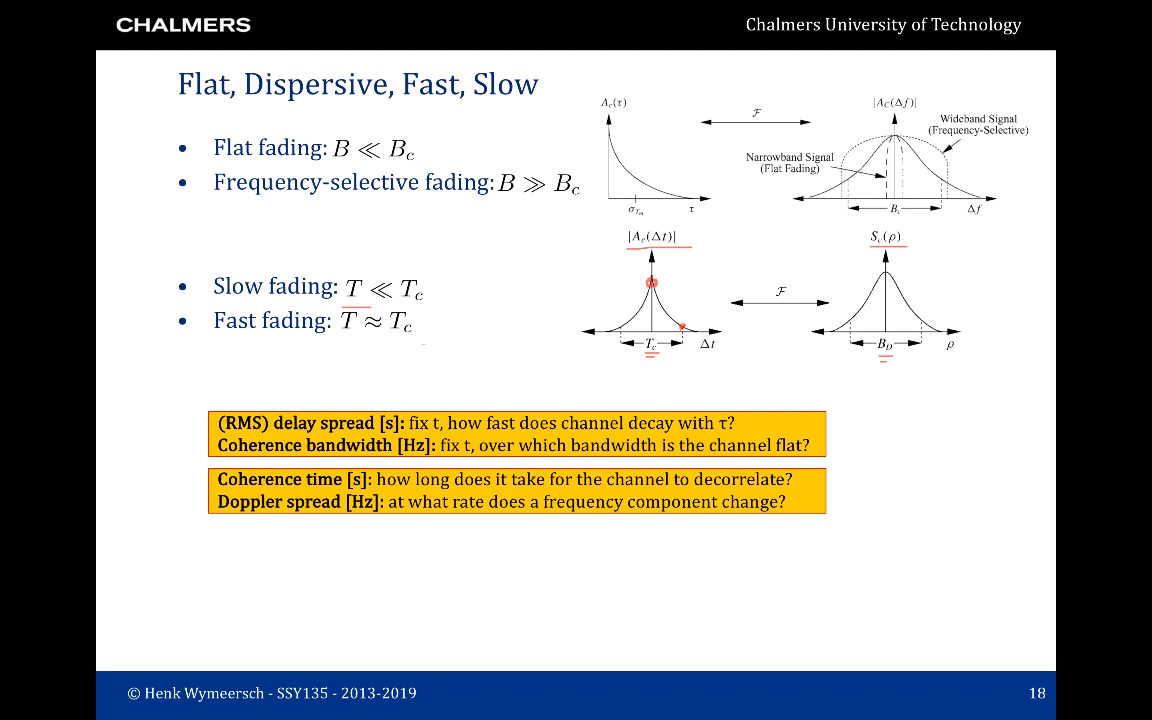 CHALMERS
Chalmers University of Technology
Flat, Dispersive, Fast, Slow
• Flat fading: B ≪ B_c
• Frequency-selective fading: B ≫ B_c
• Slow fading: T ≪ T_c
• Fast fading: T ≈ T_c
A_c(τ)
ℱ
|A_C(Δf)|
Wideband Signal
(Frequency-Selective)
Narrowband Signal
(Flat Fading)
σ_{T_m}
τ
B_c
Δf
|A_c(Δt)|
ℱ
S_c(ρ)
T_c
Δt
B_D
ρ
(RMS) delay spread [s]: fix t, how fast does channel decay with τ?
Coherence bandwidth [Hz]: fix t, over which bandwidth is the channel flat?
Coherence time [s]: how long does it take for the channel to decorrelate?
Doppler spread [Hz]: at what rate does a frequency component change?
© Henk Wymeersch - SSY135 - 2013-2019
18